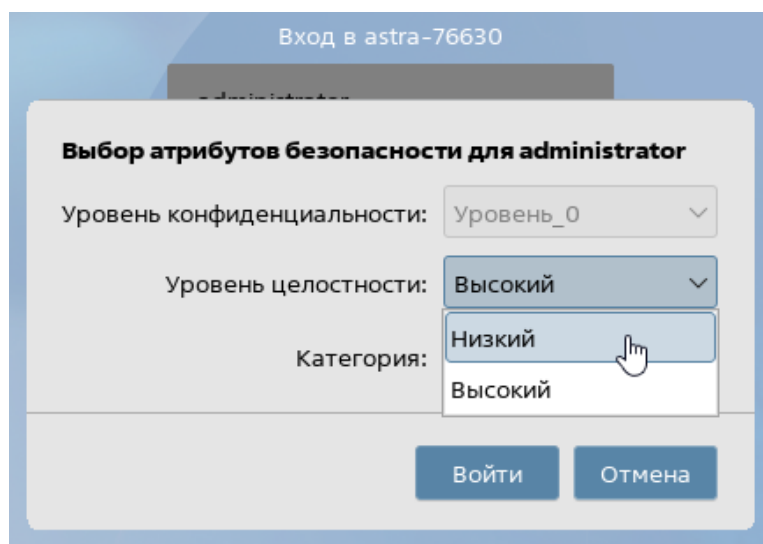 Вход в astra-76630
administrator
Выбор атрибутов безопасности для administrator
Уровень конфиденциальности: Уровень_0
Уровень целостности: Высокий
Низкий
Категория:
Высокий
Войти Отмена